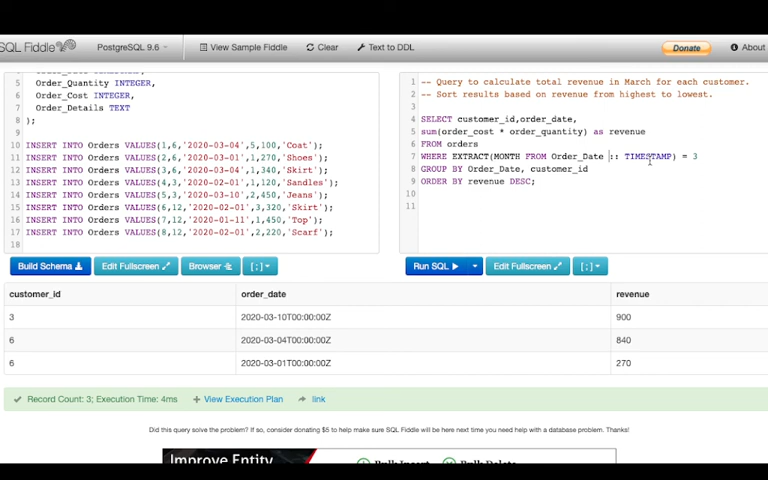 SQL Fiddle
PostgreSQL 9.6
View Sample Fiddle
Clear
Text to DDL
Donate
About
5 Order_Quantity INTEGER,
6 Order_Cost INTEGER,
7 Order_Details TEXT
8 );
9
10 INSERT INTO Orders VALUES(1,6,'2020-03-04',5,100,'Coat');
11 INSERT INTO Orders VALUES(2,6,'2020-03-01',1,270,'Shoes');
12 INSERT INTO Orders VALUES(3,6,'2020-03-04',1,340,'Skirt');
13 INSERT INTO Orders VALUES(4,3,'2020-02-01',1,120,'Sandles');
14 INSERT INTO Orders VALUES(5,3,'2020-03-10',2,450,'Jeans');
15 INSERT INTO Orders VALUES(6,12,'2020-02-01',3,320,'Skirt');
16 INSERT INTO Orders VALUES(7,12,'2020-01-11',1,450,'Top');
17 INSERT INTO Orders VALUES(8,12,'2020-02-01',2,220,'Scarf');
18
1 -- Query to calculate total revenue in March for each customer.
2 -- Sort results based on revenue from highest to lowest.
3
4 SELECT customer_id,order_date,
5 sum(order_cost * order_quantity) as revenue
6 FROM orders
7 WHERE EXTRACT(MONTH FROM Order_Date :: TIMESTAMP) = 3
8 GROUP BY Order_Date, customer_id
9 ORDER BY revenue DESC;
10
11
Build Schema
Edit Fullscreen
Browser
[ ; ]
Run SQL
Edit Fullscreen
[ ; ]
customer_id order_date revenue
3 2020-03-10T00:00:00Z 900
6 2020-03-04T00:00:00Z 840
6 2020-03-01T00:00:00Z 270
Record Count: 3; Execution Time: 4ms
View Execution Plan
link
Did this query solve the problem? If so, consider donating $5 to help make sure SQL Fiddle will be here next time you need help with a database problem. Thanks!
Improve Entity
Bulk Insert
Bulk Delete